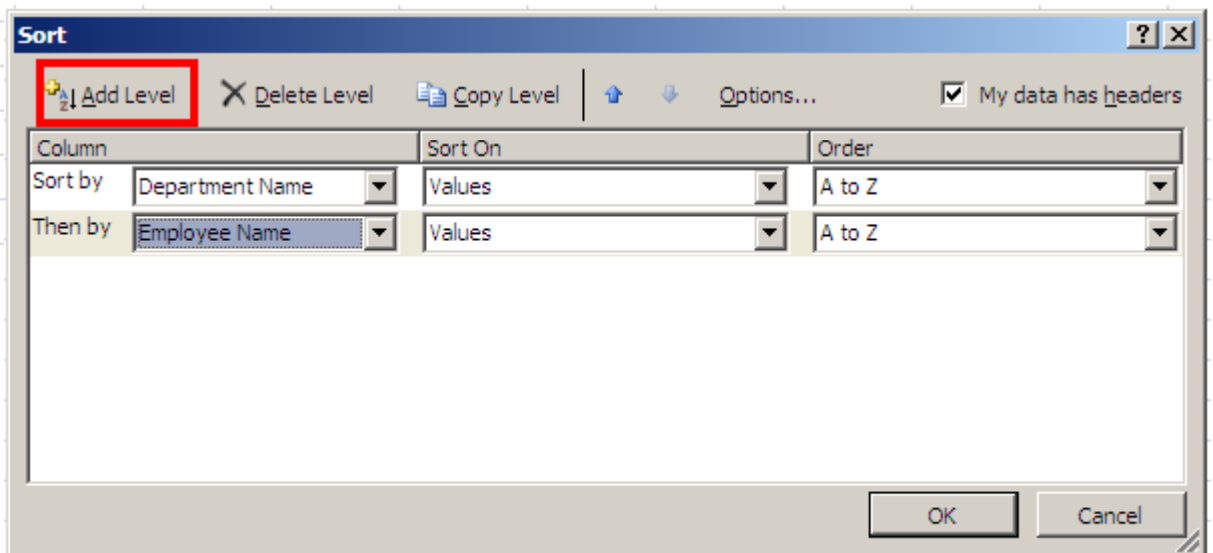 Sort
Add Level Delete Level Copy Level Options... My data has headers
Column Sort On Order
Sort by Department Name Values A to Z
Then by Employee Name Values A to Z
OK Cancel